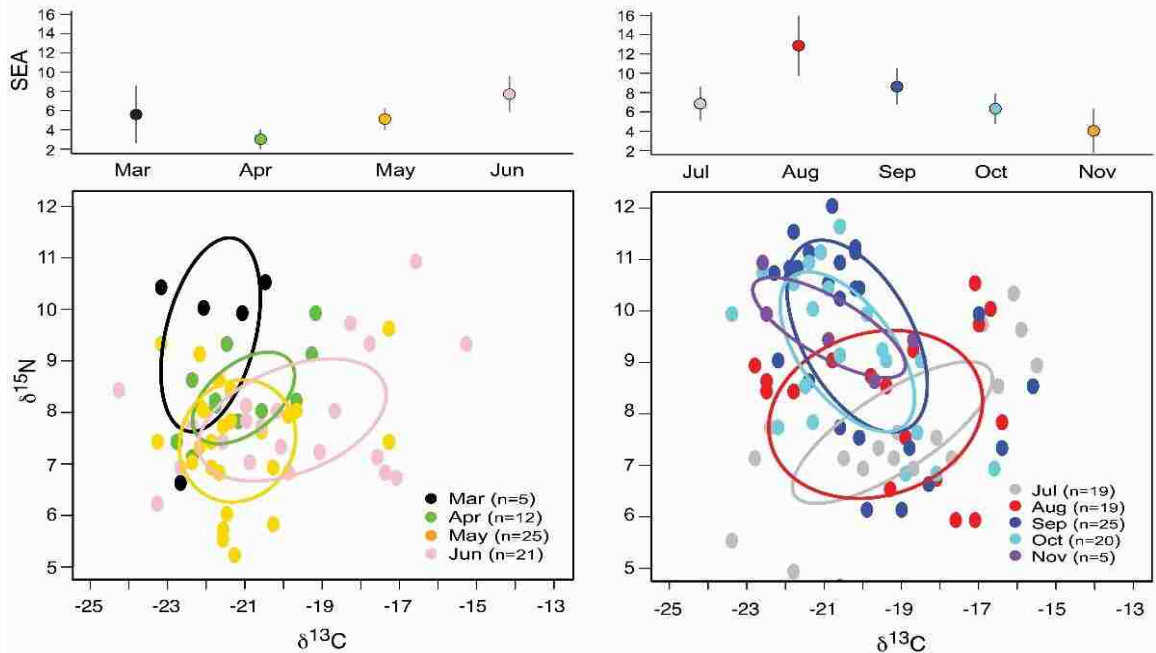 16
14
12
10
8
6
4
2
SEA
Mar Apr May Jun
16
14
12
10
8
6
4
2
Jul Aug Sep Oct Nov
12
11
10
9
8
7
6
5
δ15N
Mar (n=5)
Apr (n=12)
May (n=25)
Jun (n=21)
-25 -23 -21 -19 -17 -15 -13
δ13C
12
11
10
9
8
7
6
5
Jul (n=19)
Aug (n=19)
Sep (n=25)
Oct (n=20)
Nov (n=5)
-25 -23 -21 -19 -17 -15 -13
δ13C